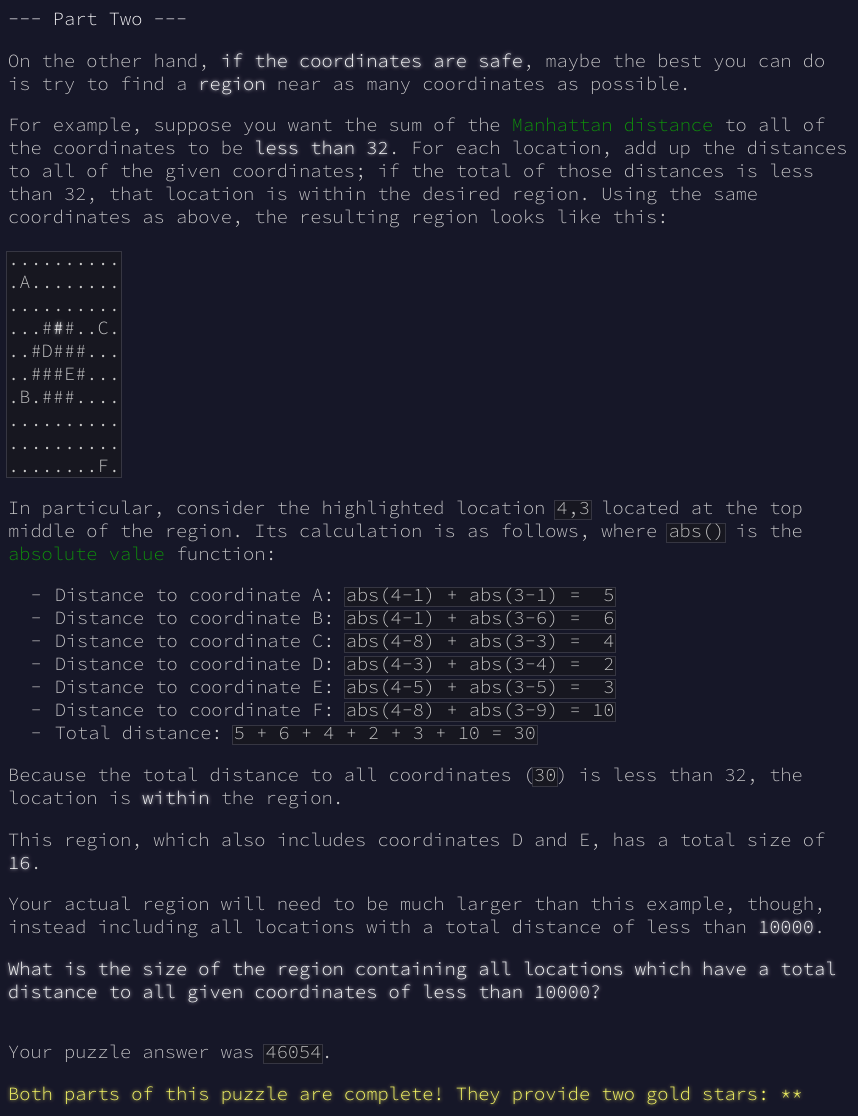 --- Part Two ---
On the other hand, if the coordinates are safe, maybe the best you can do
is try to find a region near as many coordinates as possible.
For example, suppose you want the sum of the Manhattan distance to all of
the coordinates to be less than 32. For each location, add up the distances
to all of the given coordinates; if the total of those distances is less
than 32, that location is within the desired region. Using the same
coordinates as above, the resulting region looks like this:
..........
.A........
..........
...###..C.
..#D###...
..###E#...
.B.###....
..........
..........
........F.
In particular, consider the highlighted location 4,3 located at the top
middle of the region. Its calculation is as follows, where abs() is the
absolute value function:
- Distance to coordinate A: abs(4-1) + abs(3-1) =  5
- Distance to coordinate B: abs(4-1) + abs(3-6) =  6
- Distance to coordinate C: abs(4-8) + abs(3-3) =  4
- Distance to coordinate D: abs(4-3) + abs(3-4) =  2
- Distance to coordinate E: abs(4-5) + abs(3-5) =  3
- Distance to coordinate F: abs(4-8) + abs(3-9) = 10
- Total distance: 5 + 6 + 4 + 2 + 3 + 10 = 30
Because the total distance to all coordinates (30) is less than 32, the
location is within the region.
This region, which also includes coordinates D and E, has a total size of
16.
Your actual region will need to be much larger than this example, though,
instead including all locations with a total distance of less than 10000.
What is the size of the region containing all locations which have a total
distance to all given coordinates of less than 10000?
Your puzzle answer was 46054.
Both parts of this puzzle are complete! They provide two gold stars: **